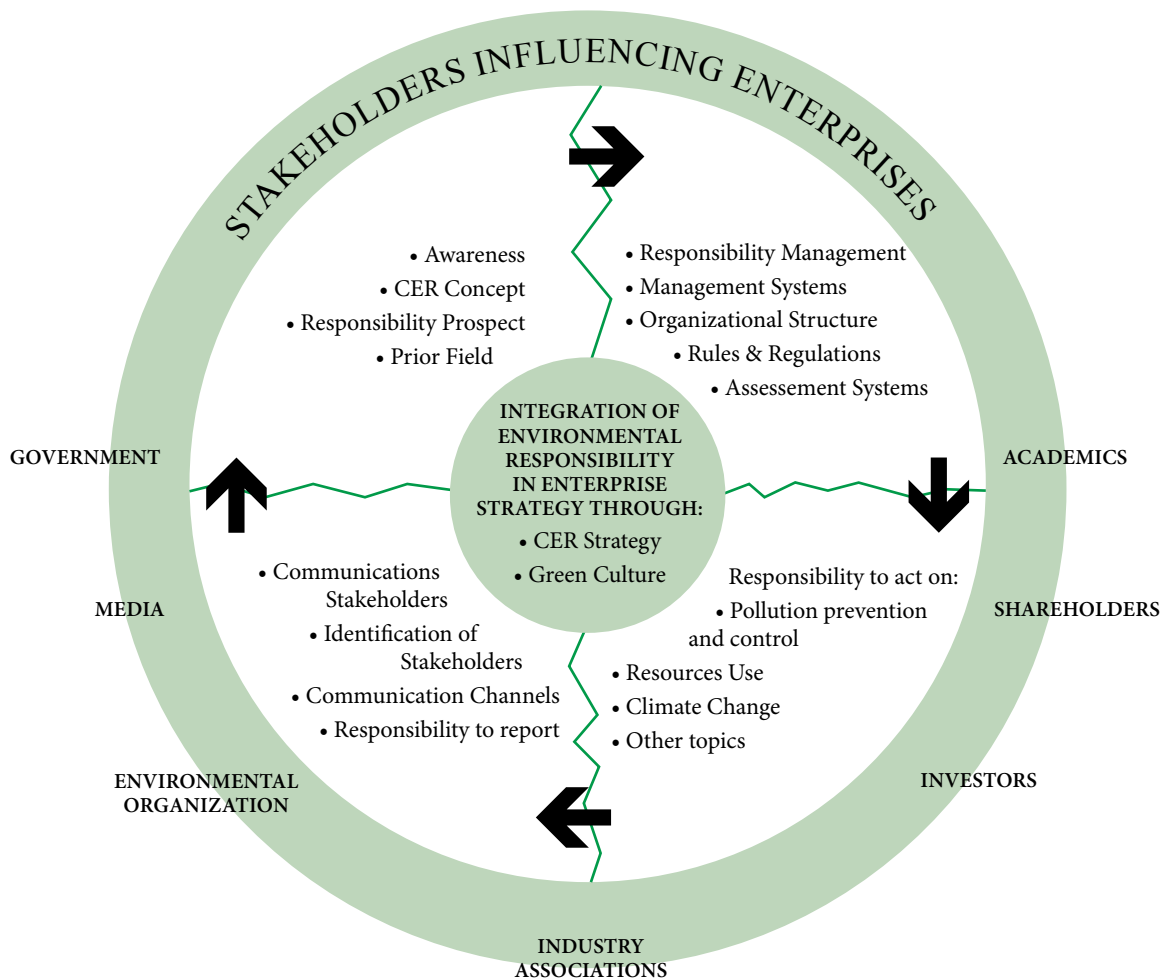 STAKEHOLDERS INFLUENCING ENTERPRISES
• Awareness
• CER Concept
• Responsibility Prospect
• Prior Field
• Responsibility Management
• Management Systems
• Organizational Structure
• Rules & Regulations
• Assessement Systems
INTEGRATION OF
ENVIRONMENTAL
RESPONSIBILITY
IN ENTERPRISE
STRATEGY THROUGH:
• CER Strategy
• Green Culture
GOVERNMENT
ACADEMICS
• Communications
Stakeholders
• Identification of
Stakeholders
• Communication Channels
• Responsibility to report
Responsibility to act on:
• Pollution prevention
and control
• Resources Use
• Climate Change
• Other topics
MEDIA
SHAREHOLDERS
ENVIRONMENTAL
ORGANIZATION
INVESTORS
INDUSTRY
ASSOCIATIONS